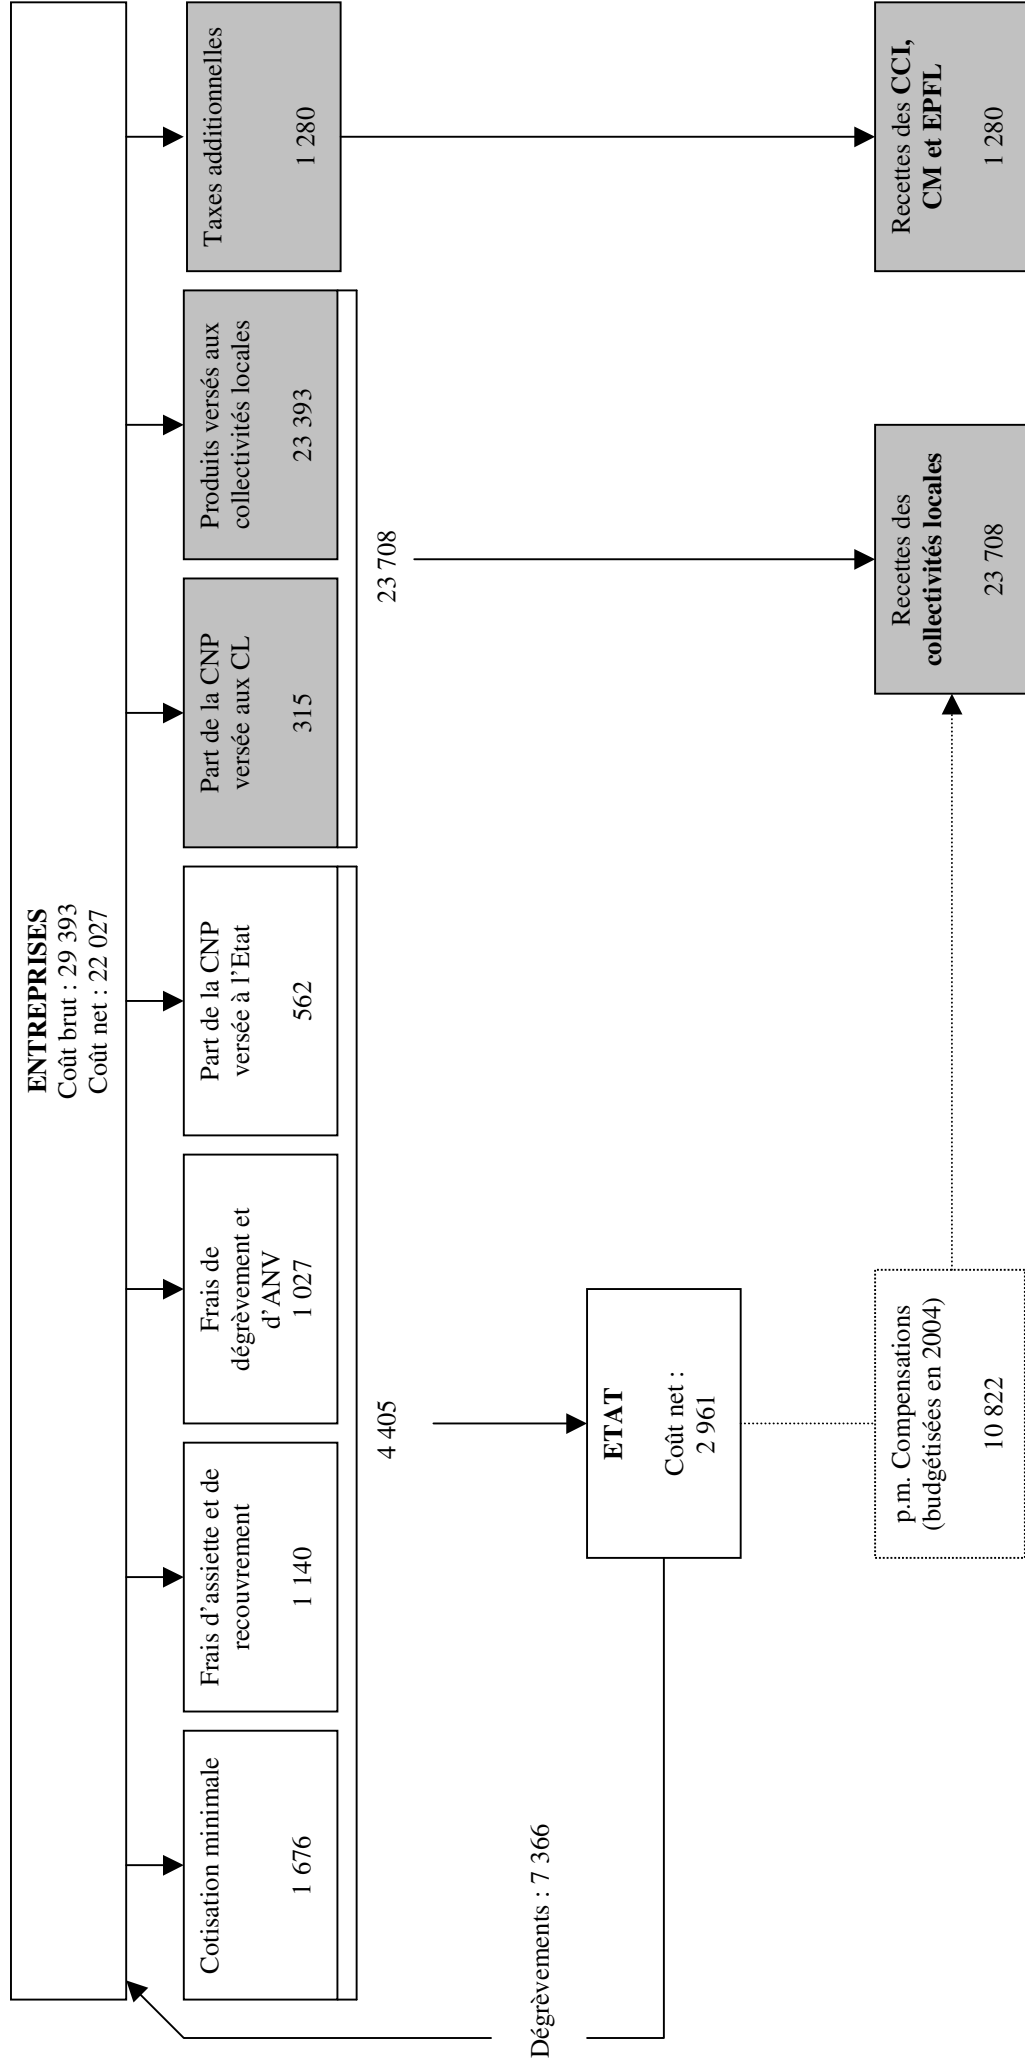 ENTREPRISES
Coût brut : 29 393
Coût net : 22 027
Cotisation minimale
1 676
Frais d'assiette et de
recouvrement
1 140
Frais de
dégrèvement et
d'ANV
1 027
Part de la CNP
versée à l'Etat
562
Part de la CNP
versée aux CL
315
Produits versés aux
collectivités locales
23 393
Taxes additionnelles
1 280
4 405
23 708
Dégrèvements : 7 366
ETAT
Coût net :
2 961
p.m. Compensations
(budgétisées en 2004)
10 822
Recettes des
collectivités locales
23 708
Recettes des CCI,
CM et EPFL
1 280